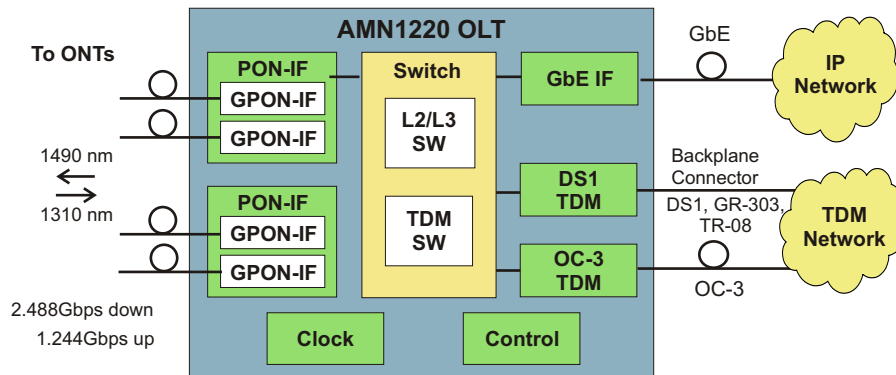 AMN1220 OLT
To ONTs
PON-IF
GPON-IF
GPON-IF
1490 nm
1310 nm
PON-IF
GPON-IF
GPON-IF
2.488Gbps down
1.244Gbps up
Switch
L2/L3
SW
TDM
SW
GbE IF
DS1
TDM
OC-3
TDM
Clock
Control
GbE
IP
Network
Backplane
Connector
DS1, GR-303,
TR-08
OC-3
TDM
Network